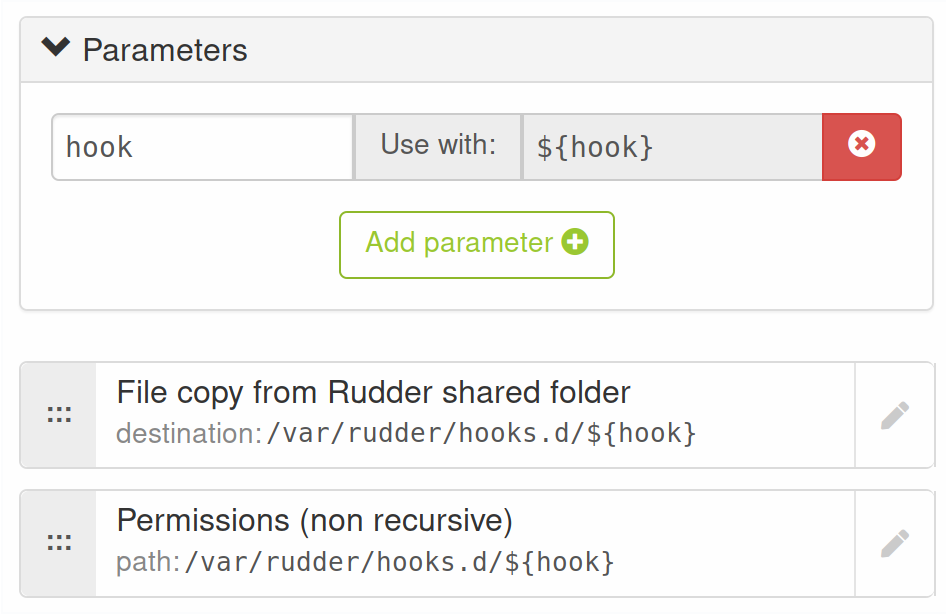 Parameters
hook Use with: ${hook}
Add parameter
File copy from Rudder shared folder
destination: /var/rudder/hooks.d/${hook}
Permissions (non recursive)
path: /var/rudder/hooks.d/${hook}